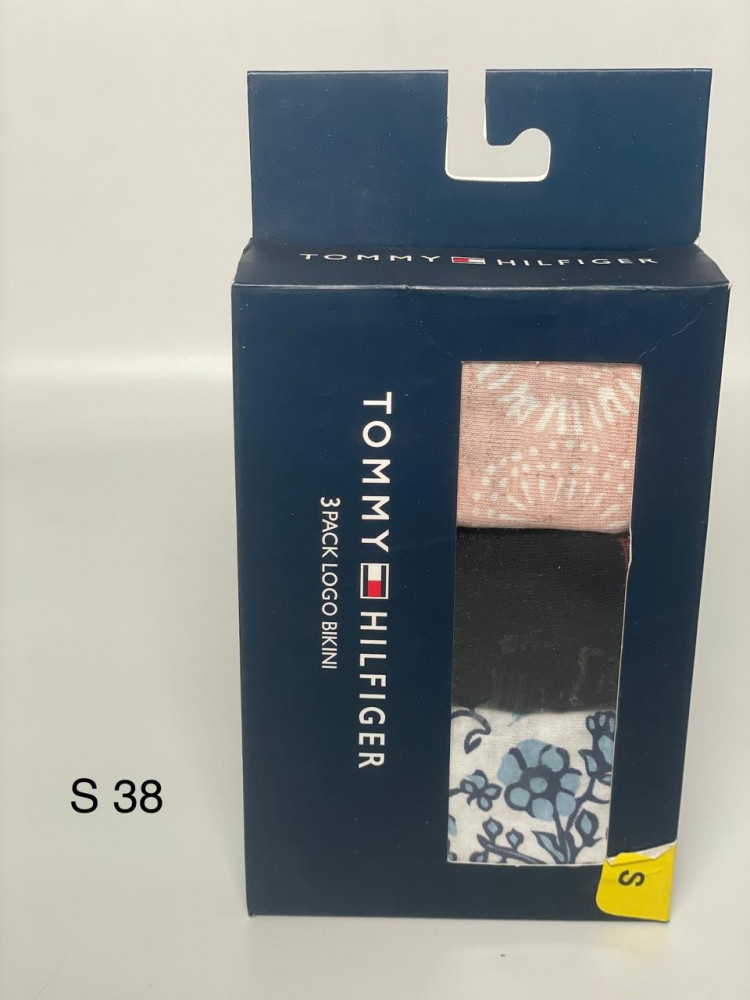 TOMMY HILFIGER
TOMMY HILFIGER
3 PACK LOGO BIKINI
S 38
S